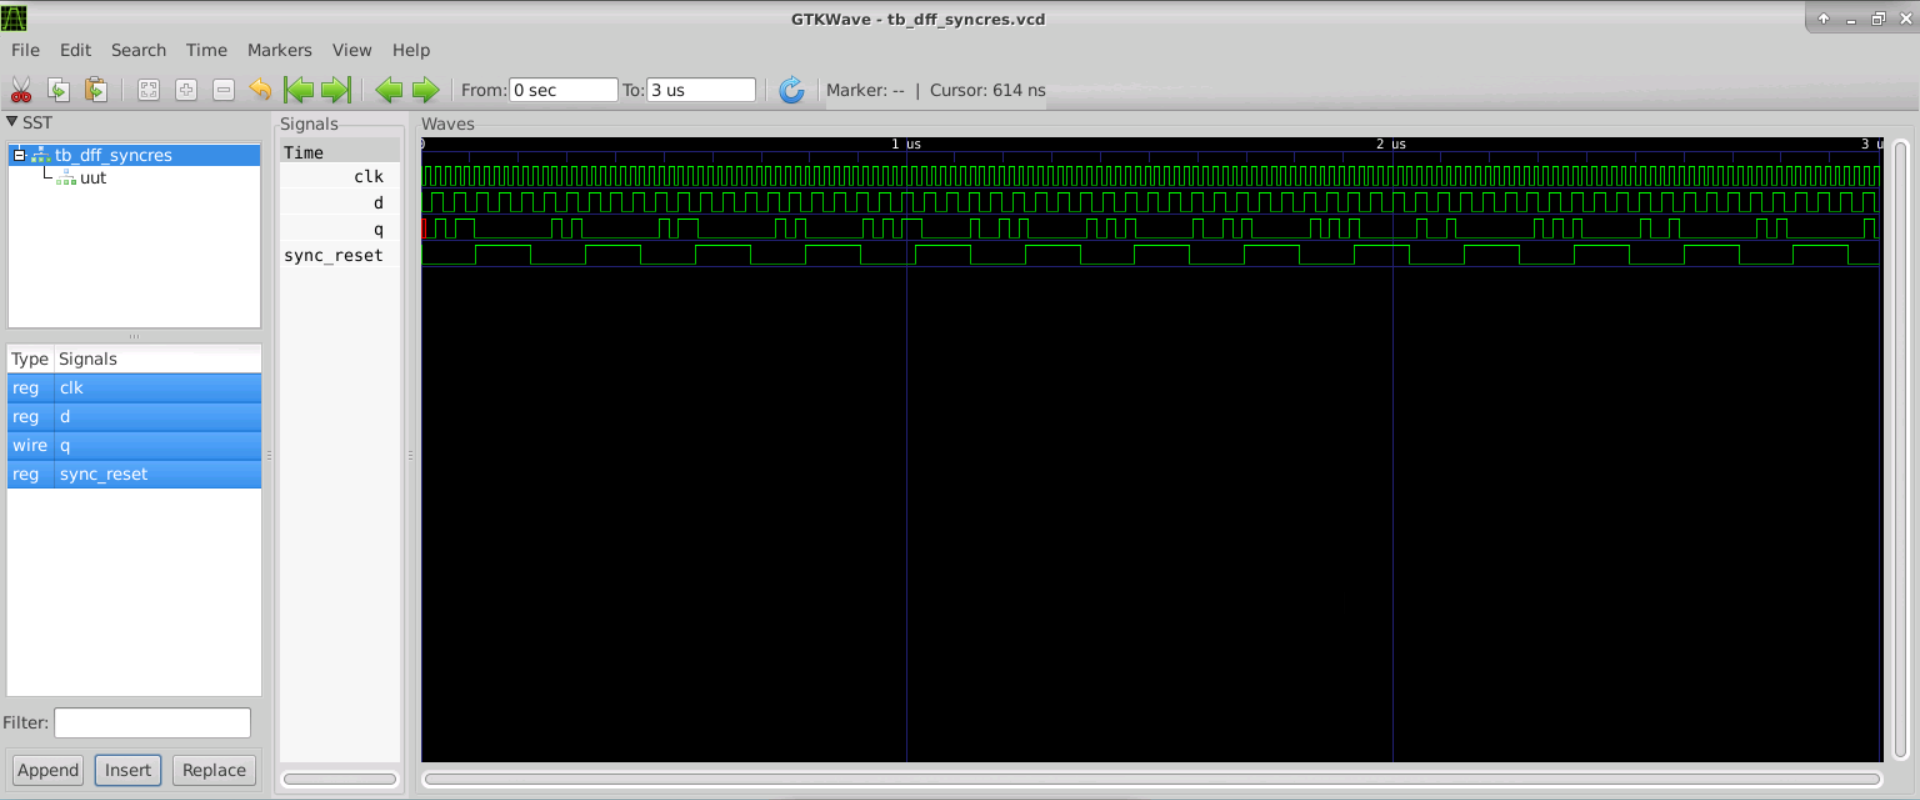 GTKWave - tb_dff_syncres.vcd
File Edit Search Time Markers View Help
From: 0 sec To: 3 us Marker: -- | Cursor: 614 ns
SST
tb_dff_syncres
uut
Type Signals
reg clk
reg d
wire q
reg sync_reset
Filter:
Append Insert Replace
Signals
Time
clk
d
q
sync_reset
Waves
0 1 us 2 us 3 u